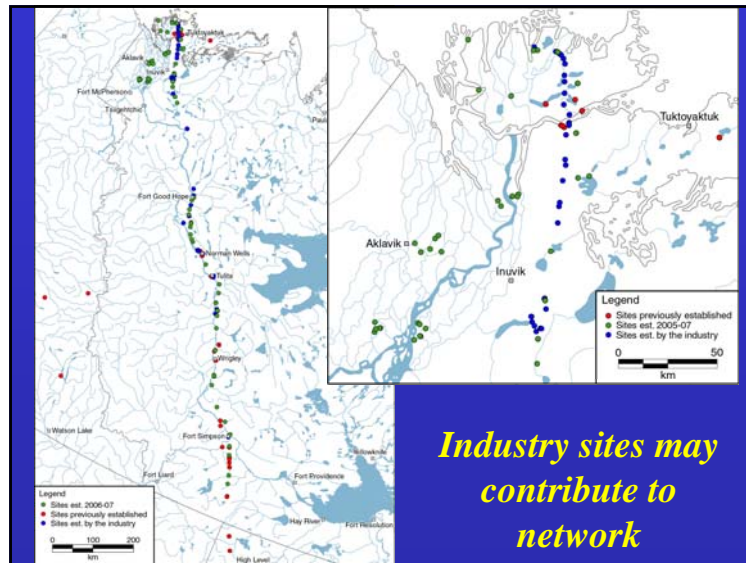 Tuktoyaktuk
Aklavik
Inuvik
Fort McPherson
Tsiigehtchic
Fort Good Hope
Norman Wells
Tulita
Wrigley
Watson Lake
Fort Simpson
Yellowknife
Fort Liard
Fort Providence
Hay River
Fort Resolution
High Level
Legend
Sites est. 2006-07
Sites previously established
Sites est. by the industry
0 100 200
km
Tuktoyaktuk
Aklavik
Inuvik
Legend
Sites previously established
Sites est. 2005-07
Sites est. by the industry
0 50
km
Industry sites may
contribute to
network